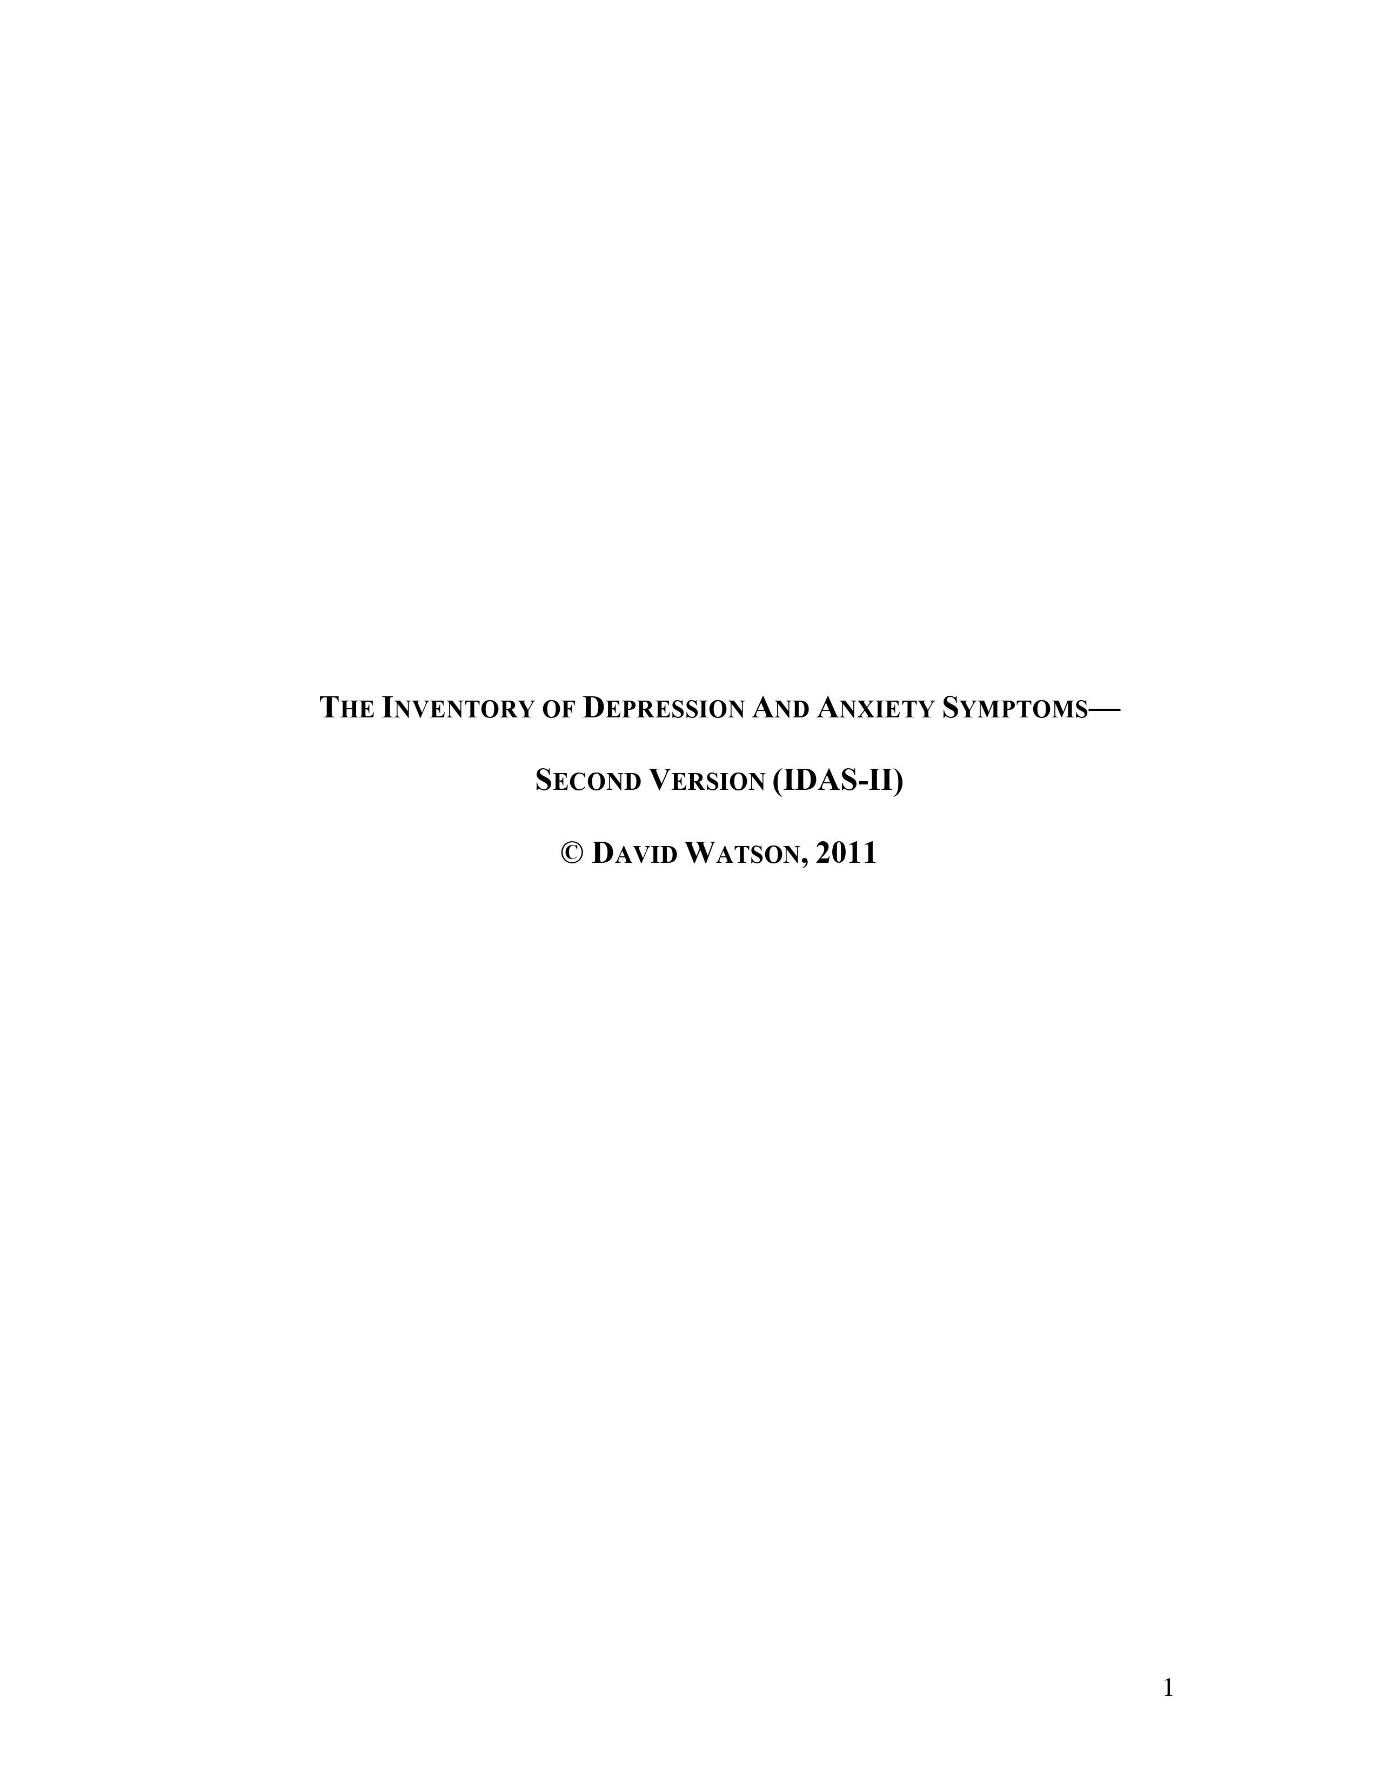 THE INVENTORY OF DEPRESSION AND ANXIETY SYMPTOMS—
SECOND VERSION (IDAS-II)
© DAVID WATSON, 2011
1